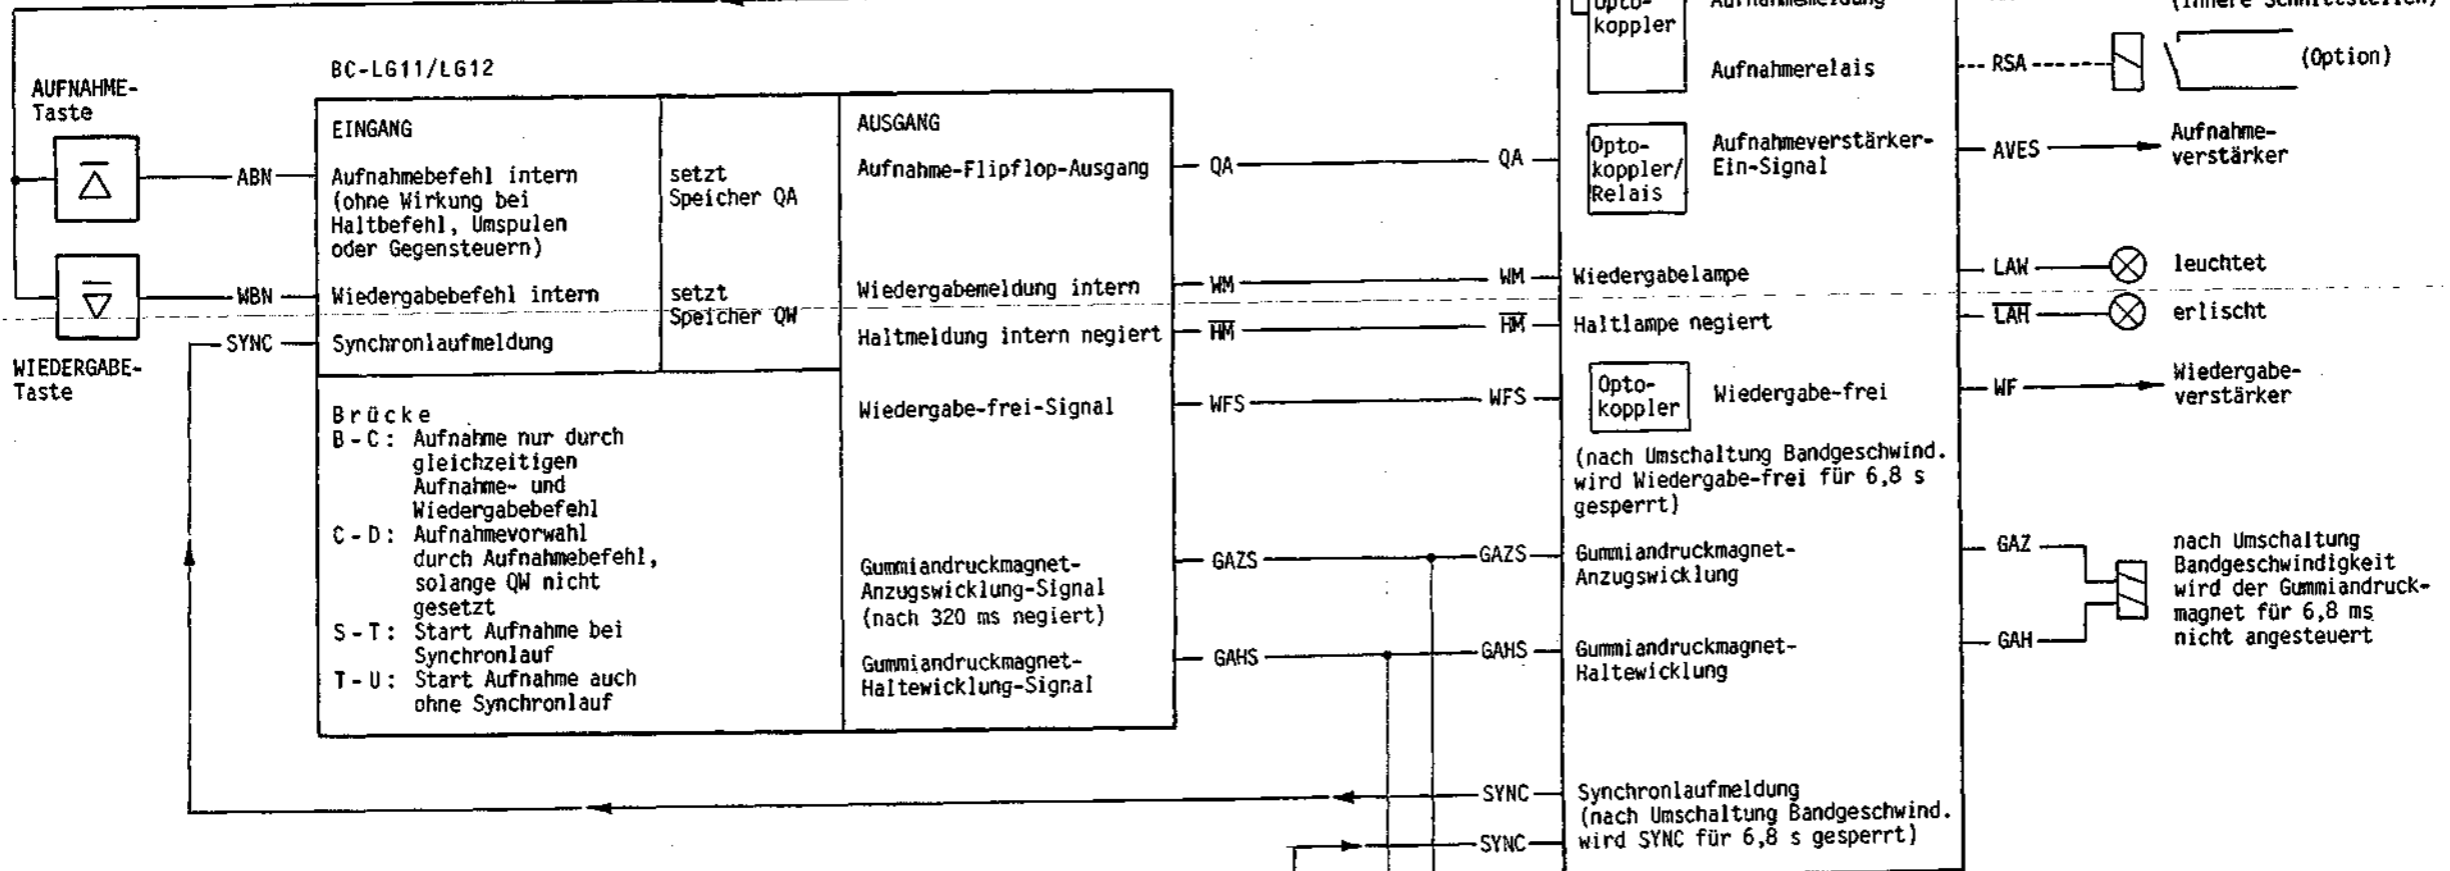 BC-LG11/LG12
AUFNAHME-
Taste
WIEDERGABE-
Taste
ABN
WBN
SYNC
EINGANG
Aufnahmebefehl intern
(ohne Wirkung bei
Haltbefehl, Umspulen
oder Gegensteuern)
Wiedergabebefehl intern
Synchronlaufmeldung
setzt
Speicher QA
setzt
Speicher QW
Brücke
B-C: Aufnahme nur durch
gleichzeitigen
Aufnahme- und
Wiedergabebefehl
C-D: Aufnahmevorwahl
durch Aufnahmebefehl,
solange QW nicht
gesetzt
S-T: Start Aufnahme bei
Synchronlauf
T-U: Start Aufnahme auch
ohne Synchronlauf
AUSGANG
Aufnahme-Flipflop-Ausgang
Wiedergabemeldung intern
Haltmeldung intern negiert
Wiedergabe-frei-Signal
Gummiandruckmagnet-
Anzugswicklung-Signal
(nach 320 ms negiert)
Gummiandruckmagnet-
Haltewicklung-Signal
QA
WM
HM
WFS
GAZS
GAHS
QA
WM
HM
WFS
GAZS
GAHS
SYNC
SYNC
Opto-
koppler
Aufnahmemeldung
Aufnahmerelais
Opto-
koppler/
Relais
Aufnahmeverstärker-
Ein-Signal
Wiedergabelampe
Haltlampe negiert
Opto-
koppler
Wiedergabe-frei
(nach Umschaltung Bandgeschwind.
wird Wiedergabe-frei für 6,8 s
gesperrt)
Gummiandruckmagnet-
Anzugswicklung
Gummiandruckmagnet-
Haltewicklung
Synchronlaufmeldung
(nach Umschaltung Bandgeschwind.
wird SYNC für 6,8 s gesperrt)
RSA
AVES
LAW
LAH
WF
GAZ
GAH
(innere Schnittstellen)
(Option)
Aufnahme-
verstärker
leuchtet
erlischt
Wiedergabe-
verstärker
nach Umschaltung
Bandgeschwindigkeit
wird der Gummiandruck-
magnet für 6,8 ms
nicht angesteuert